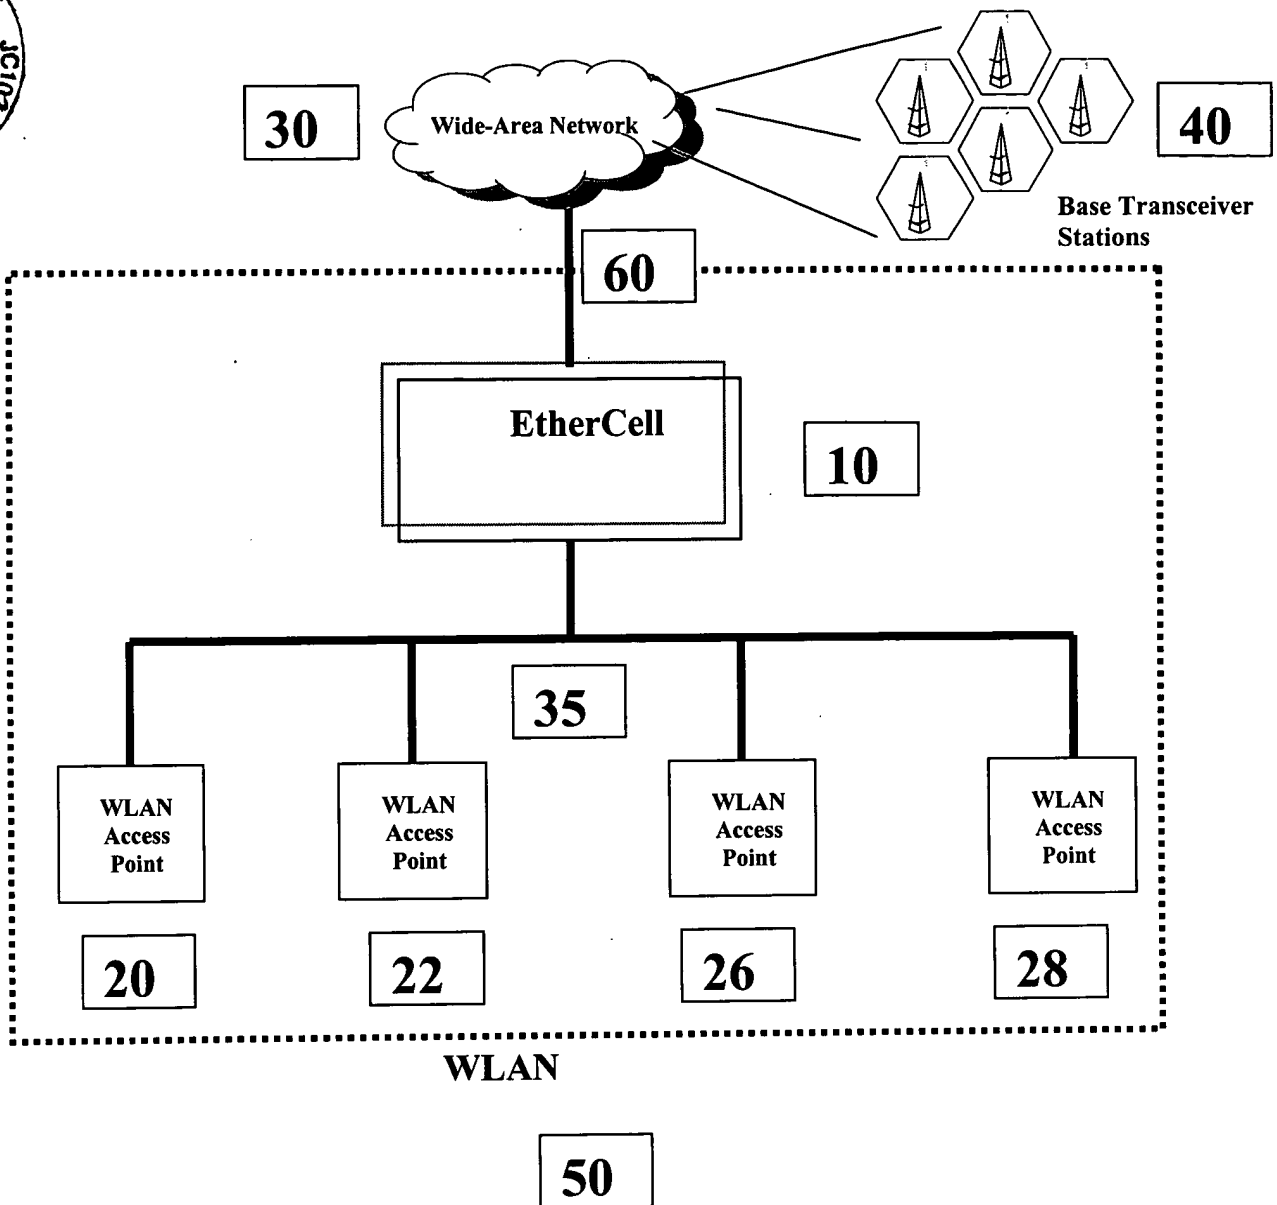 JC102
30
Wide-Area Network
40
Base Transceiver
Stations
60
EtherCell
10
35
WLAN
Access
Point
WLAN
Access
Point
WLAN
Access
Point
WLAN
Access
Point
20
22
26
28
WLAN
50